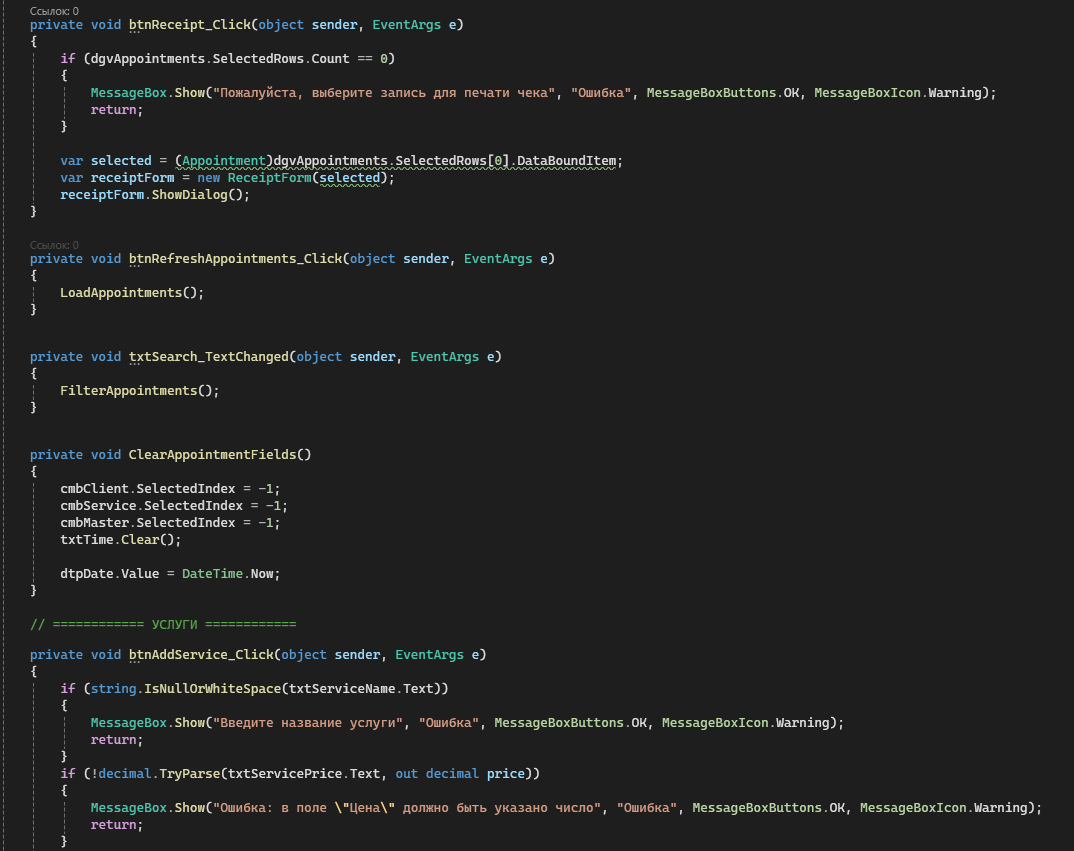 Ссылок: 0
private void btnReceipt_Click(object sender, EventArgs e)
{
    if (dgvAppointments.SelectedRows.Count == 0)
    {
        MessageBox.Show("Пожалуйста, выберите запись для печати чека", "Ошибка", MessageBoxButtons.OK, MessageBoxIcon.Warning);
        return;
    }

    var selected = (Appointment)dgvAppointments.SelectedRows[0].DataBoundItem;
    var receiptForm = new ReceiptForm(selected);
    receiptForm.ShowDialog();
}

Ссылок: 0
private void btnRefreshAppointments_Click(object sender, EventArgs e)
{
    LoadAppointments();
}

private void txtSearch_TextChanged(object sender, EventArgs e)
{
    FilterAppointments();
}

private void ClearAppointmentFields()
{
    cmbClient.SelectedIndex = -1;
    cmbService.SelectedIndex = -1;
    cmbMaster.SelectedIndex = -1;
    txtTime.Clear();

    dtpDate.Value = DateTime.Now;
}

// ============ УСЛУГИ ============

private void btnAddService_Click(object sender, EventArgs e)
{
    if (string.IsNullOrWhiteSpace(txtServiceName.Text))
    {
        MessageBox.Show("Введите название услуги", "Ошибка", MessageBoxButtons.OK, MessageBoxIcon.Warning);
        return;
    }
    if (!decimal.TryParse(txtServicePrice.Text, out decimal price))
    {
        MessageBox.Show("Ошибка: в поле \"Цена\" должно быть указано число", "Ошибка", MessageBoxButtons.OK, MessageBoxIcon.Warning);
        return;
    }